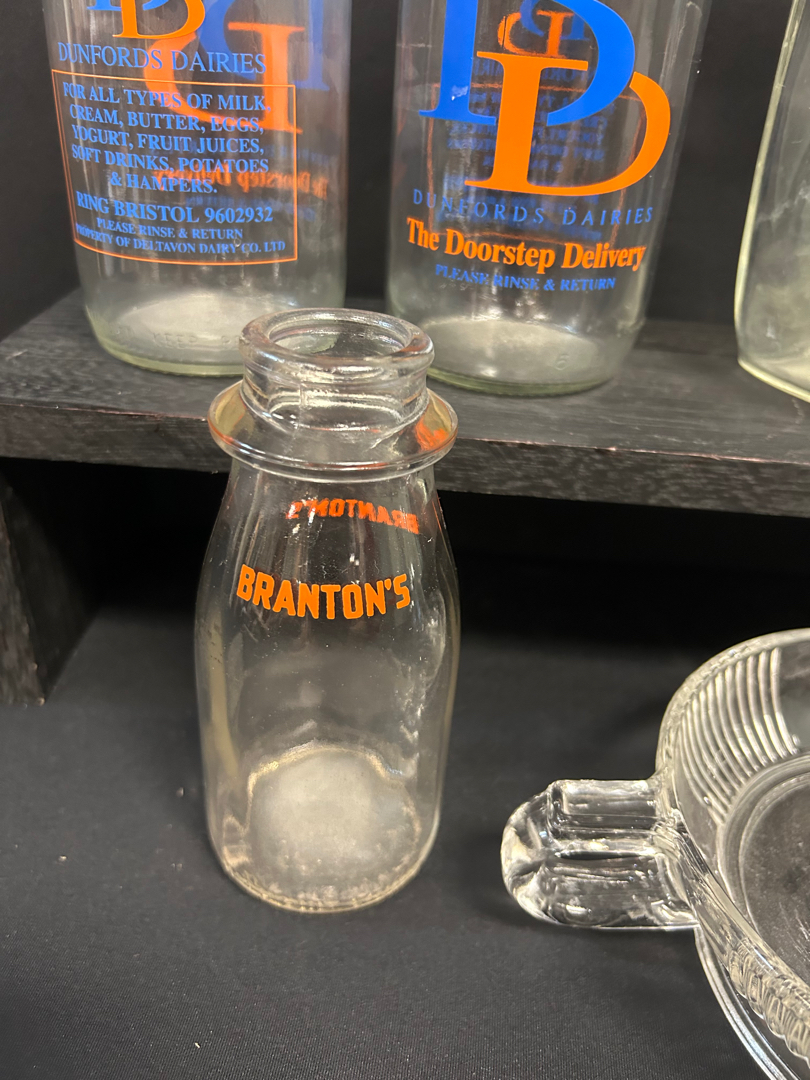 DUNFORDS DAIRIES
FOR ALL TYPES OF MILK,
CREAM, BUTTER, EGGS,
YOGURT, FRUIT JUICES,
SOFT DRINKS, POTATOES
& HAMPERS.
RING BRISTOL 9602932
PLEASE RINSE & RETURN
PROPERTY OF DELTAVON DAIRY CO. LTD
DD
DUNFORDS DAIRIES
The Doorstep Delivery
PLEASE RINSE & RETURN
BRANTON'S
BRANTON'S